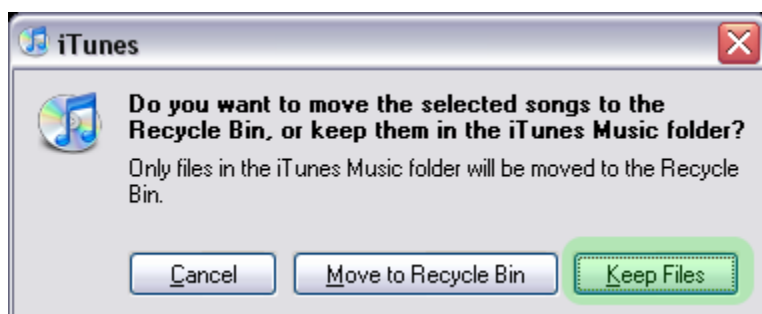 iTunes
Do you want to move the selected songs to the
Recycle Bin, or keep them in the iTunes Music folder?
Only files in the iTunes Music folder will be moved to the Recycle
Bin.
Cancel Move to Recycle Bin Keep Files